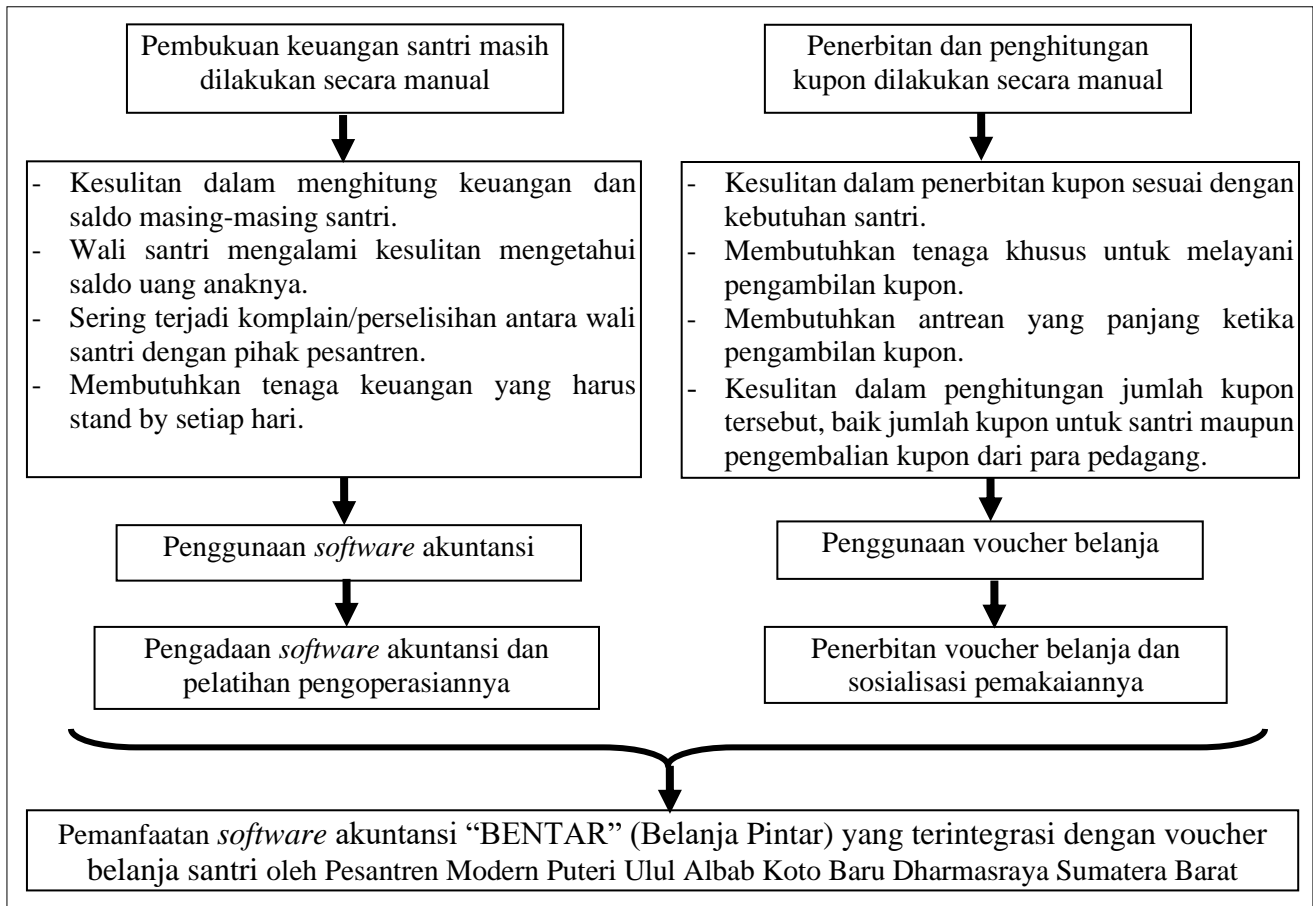 Pembukuan keuangan santri masih
dilakukan secara manual
Penerbitan dan penghitungan
kupon dilakukan secara manual
- Kesulitan dalam menghitung keuangan dan
saldo masing-masing santri.
- Wali santri mengalami kesulitan mengetahui
saldo uang anaknya.
- Sering terjadi komplain/perselisihan antara wali
santri dengan pihak pesantren.
- Membutuhkan tenaga keuangan yang harus
stand by setiap hari.
- Kesulitan dalam penerbitan kupon sesuai dengan
kebutuhan santri.
- Membutuhkan tenaga khusus untuk melayani
pengambilan kupon.
- Membutuhkan antrean yang panjang ketika
pengambilan kupon.
- Kesulitan dalam penghitungan jumlah kupon
tersebut, baik jumlah kupon untuk santri maupun
pengembalian kupon dari para pedagang.
Penggunaan software akuntansi
Penggunaan voucher belanja
Pengadaan software akuntansi dan
pelatihan pengoperasiannya
Penerbitan voucher belanja dan
sosialisasi pemakaiannya
Pemanfaatan software akuntansi “BENTAR” (Belanja Pintar) yang terintegrasi dengan voucher
belanja santri oleh Pesantren Modern Puteri Ulul Albab Koto Baru Dharmasraya Sumatera Barat